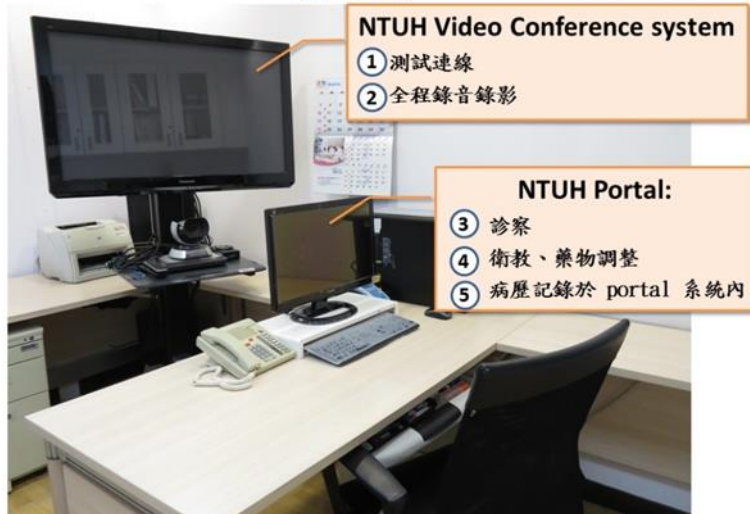 NTUH Video Conference system
① 測試連線
② 全程錄音錄影
NTUH Portal:
③ 診察
④ 衛教、藥物調整
⑤ 病歷記錄於 portal 系統內